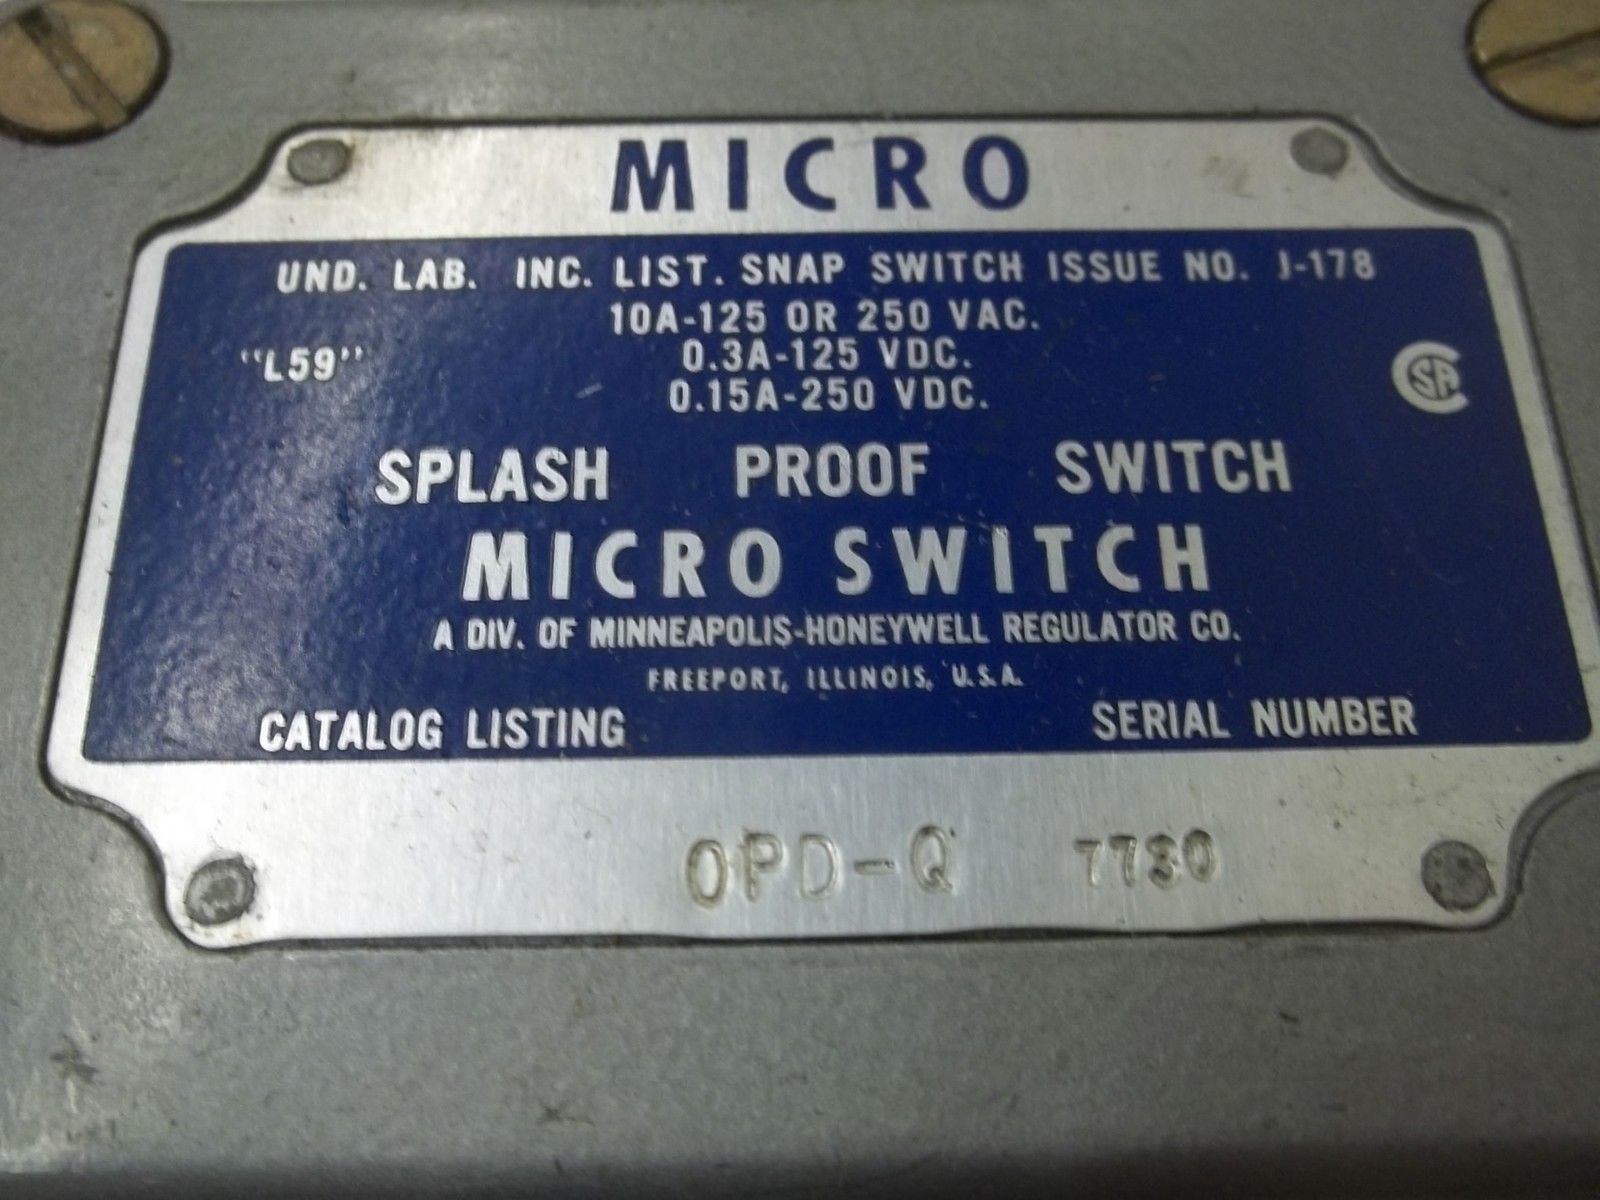 MICRO
UND. LAB. INC. LIST. SNAP SWITCH ISSUE NO. J-178
10A-125 OR 250 VAC.
"L59" 0.3A-125 VDC.
0.15A-250 VDC.
CSA
SPLASH PROOF SWITCH
MICRO SWITCH
A DIV. OF MINNEAPOLIS-HONEYWELL REGULATOR CO.
FREEPORT, ILLINOIS, U.S.A.
CATALOG LISTING SERIAL NUMBER
OPD-Q 7730